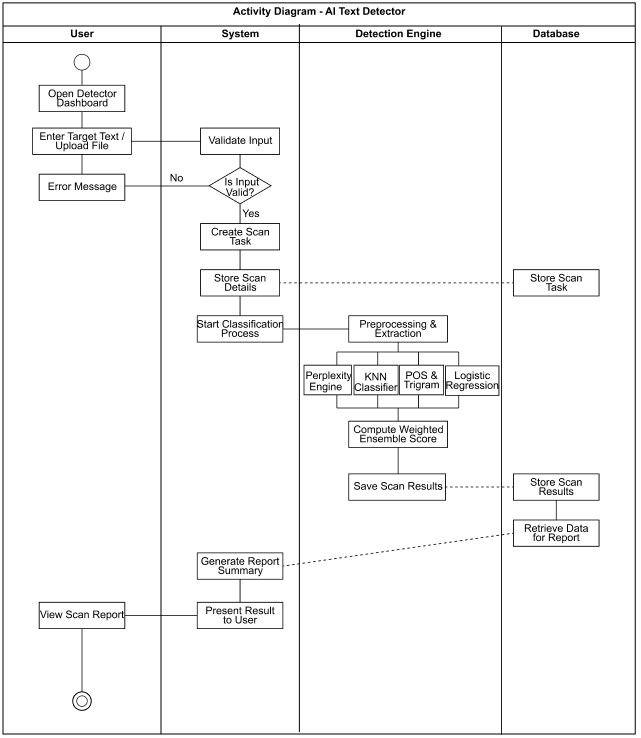 Activity Diagram - AI Text Detector
User
System
Detection Engine
Database
Open Detector
Dashboard
Enter Target Text /
Upload File
Validate Input
Error Message
No
Is Input
Valid?
Yes
Create Scan
Task
Store Scan
Details
Store Scan
Task
Start Classification
Process
Preprocessing &
Extraction
Perplexity
Engine
KNN
Classifier
POS &
Trigram
Logistic
Regression
Compute Weighted
Ensemble Score
Save Scan Results
Store Scan
Results
Retrieve Data
for Report
Generate Report
Summary
View Scan Report
Present Result
to User